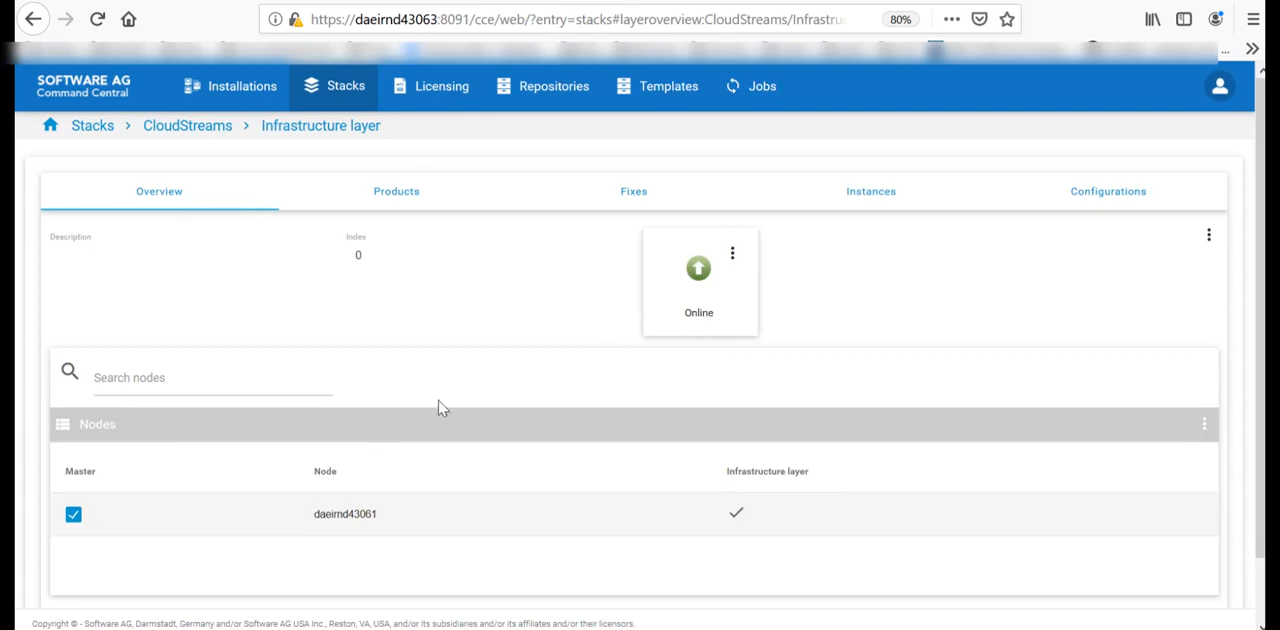 https://daeirnd43063:8091/cce/web/?entry=stacks#layeroverview:CloudStreams/Infrastru
80%
SOFTWARE AG
Command Central
Installations
Stacks
Licensing
Repositories
Templates
Jobs
Stacks > CloudStreams > Infrastructure layer
Overview
Products
Fixes
Instances
Configurations
Description
Index
0
Online
Search nodes
Nodes
Master
Node
Infrastructure layer
daeirnd43061
Copyright © - Software AG, Darmstadt, Germany and/or Software AG USA Inc., Reston, VA, USA, and/or its subsidiaries and/or its affiliates and/or their licensors.